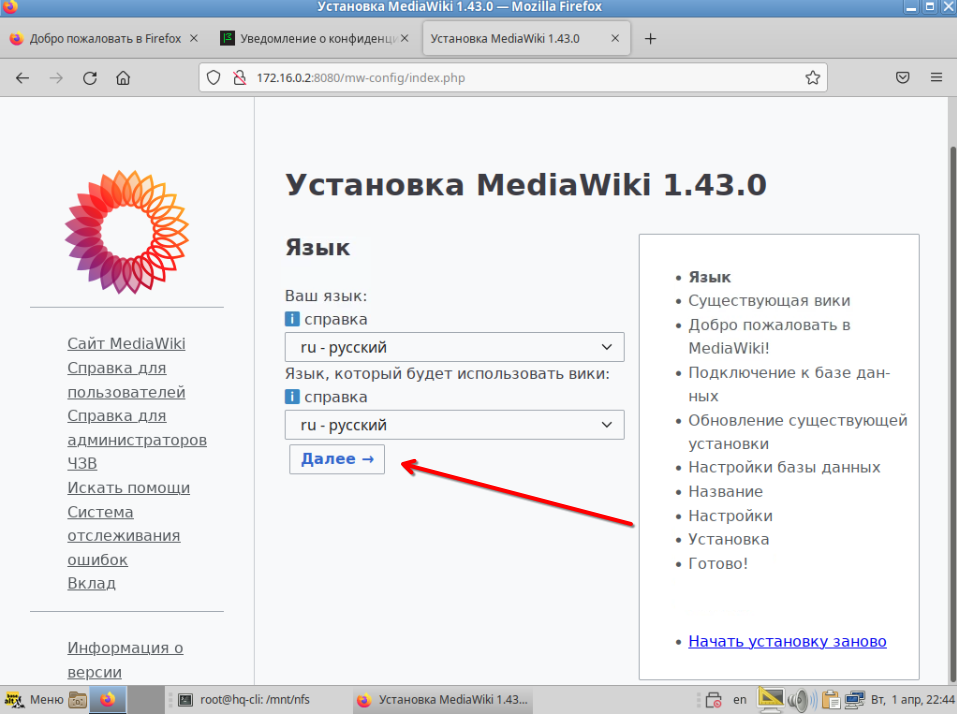 Установка MediaWiki 1.43.0 — Mozilla Firefox
Добро пожаловать в Firefox
Уведомление о конфиденци
Установка MediaWiki 1.43.0
172.16.0.2:8080/mw-config/index.php
Установка MediaWiki 1.43.0
Язык
Ваш язык:
справка
ru - русский
Язык, который будет использовать вики:
справка
ru - русский
Далее →
Язык
Существующая вики
Добро пожаловать в
MediaWiki!
Подключение к базе дан-
ных
Обновление существующей
установки
Настройки базы данных
Название
Настройки
Установка
Готово!
Начать установку заново
Сайт MediaWiki
Справка для
пользователей
Справка для
администраторов
ЧЗВ
Искать помощи
Система
отслеживания
ошибок
Вклад
Информация о
версии
Меню
root@hq-cli: /mnt/nfs
Установка MediaWiki 1.43...
en
Вт, 1 апр, 22:44